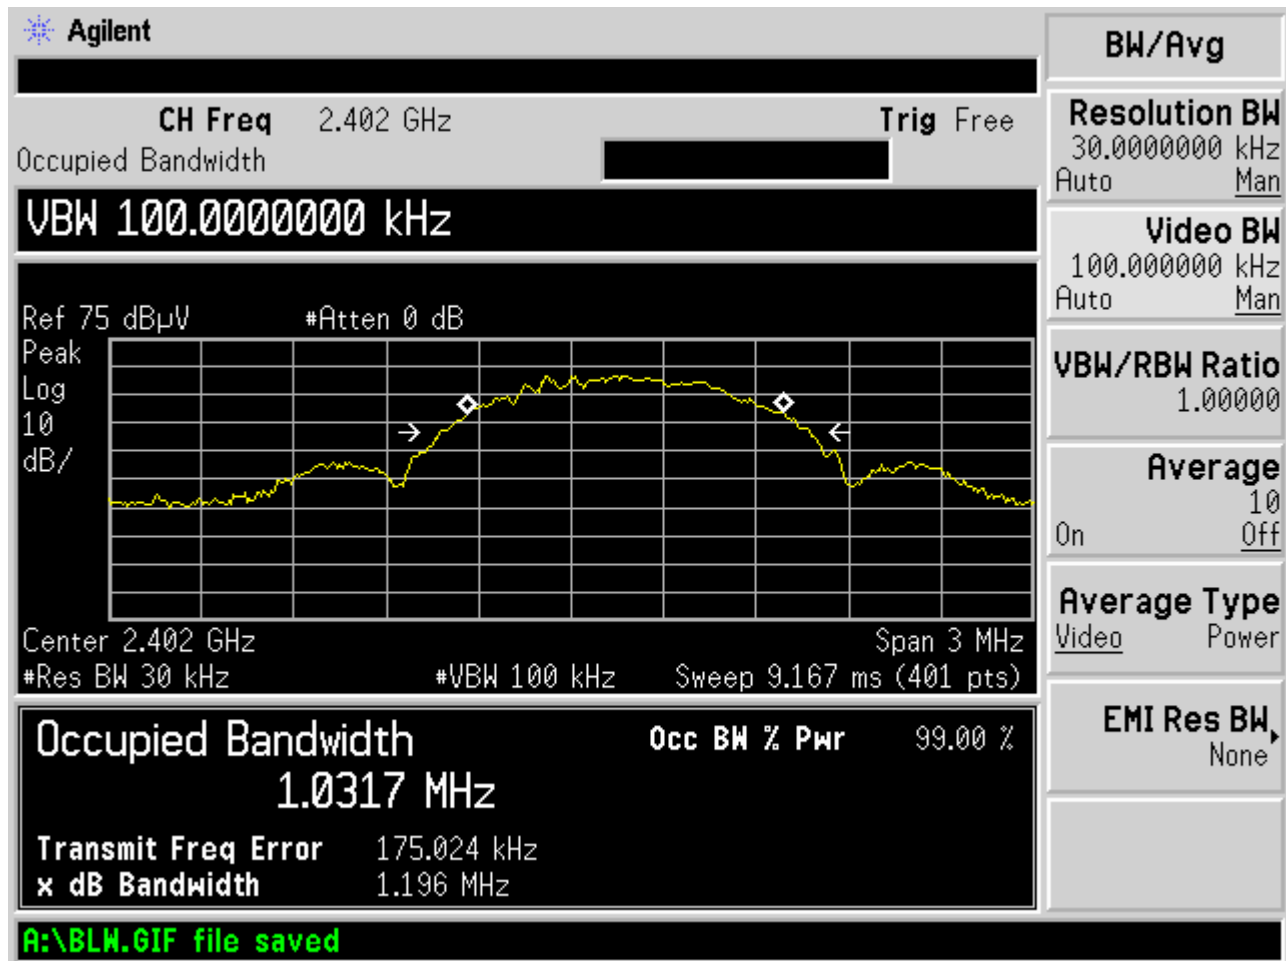 Agilent
CH Freq 2.402 GHz Trig Free
Occupied Bandwidth
VBW 100.0000000 kHz
Ref 75 dBµV #Atten 0 dB
Peak
Log
10
dB/
Center 2.402 GHz Span 3 MHz
#Res BW 30 kHz #VBW 100 kHz Sweep 9.167 ms (401 pts)
Occupied Bandwidth Occ BW % Pwr 99.00 %
1.0317 MHz
Transmit Freq Error 175.024 kHz
x dB Bandwidth 1.196 MHz
A:\BLW.GIF file saved
BW/Avg
Resolution BW
30.0000000 kHz
Auto Man
Video BW
100.000000 kHz
Auto Man
VBW/RBW Ratio
1.00000
Average
10
On Off
Average Type
Video Power
EMI Res BW
None